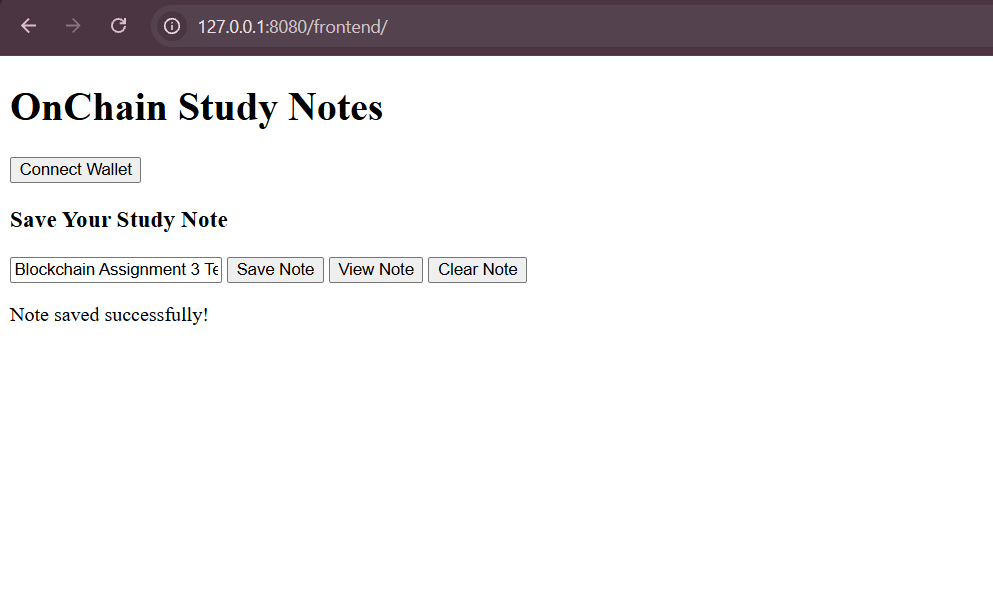 127.0.0.1:8080/frontend/
OnChain Study Notes
Connect Wallet
Save Your Study Note
Blockchain Assignment 3 Te Save Note View Note Clear Note
Note saved successfully!